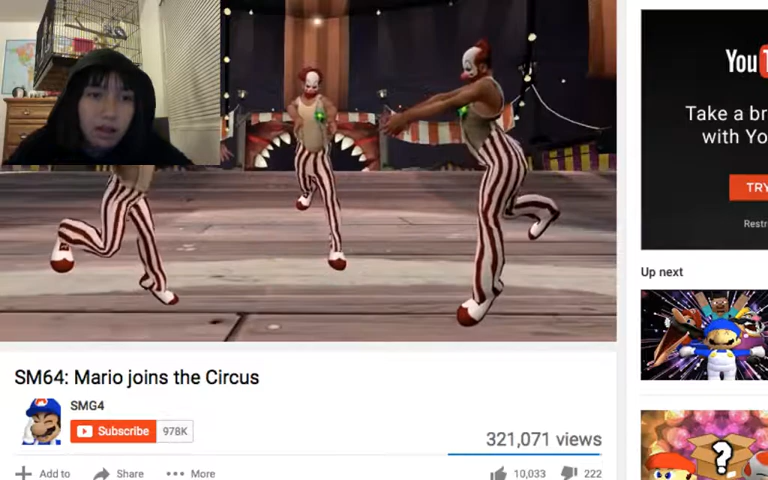 You
Take a br
with Yo
TRY
Restr
Up next
SM64: Mario joins the Circus
SMG4
Subscribe 978K
321,071 views
Add to Share More 10,033 222
?